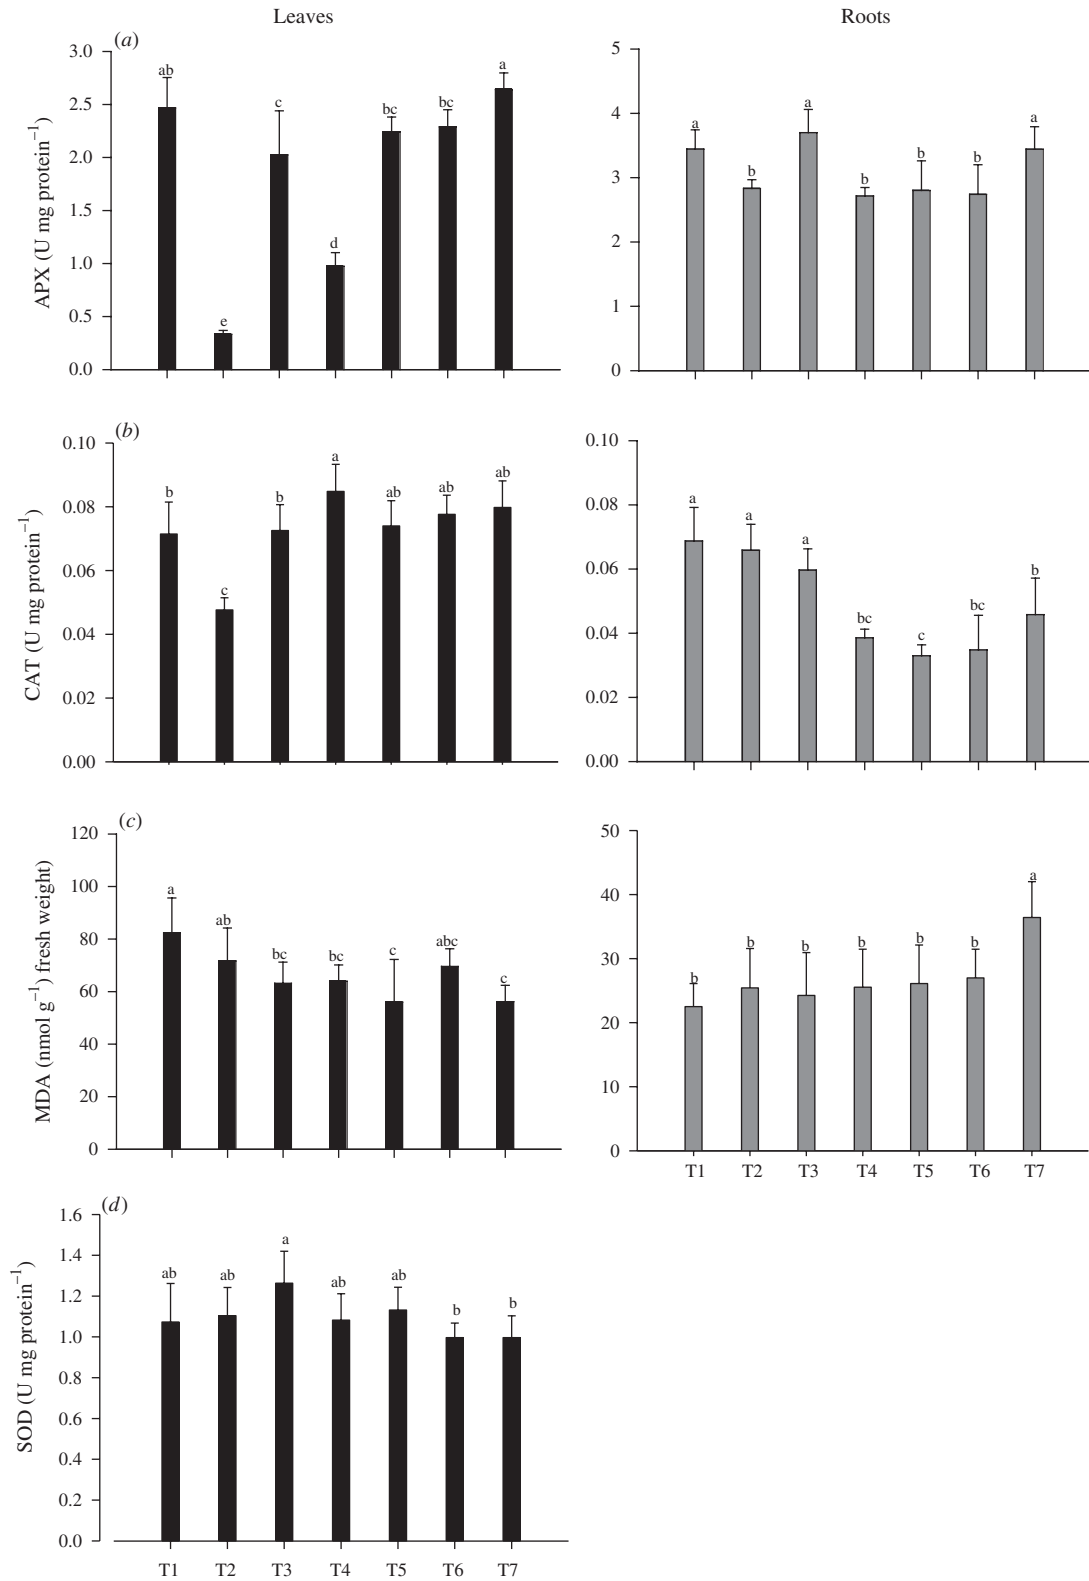 Leaves
Roots
(a)
APX (U mg protein⁻¹)
3.0
2.5
2.0
1.5
1.0
0.5
0.0
ab
e
c
d
bc
bc
a
5
4
3
2
1
0
a
b
a
b
b
b
a
(b)
CAT (U mg protein⁻¹)
0.10
0.08
0.06
0.04
0.02
0.00
b
c
b
a
ab
ab
ab
0.10
0.08
0.06
0.04
0.02
0.00
a
a
a
bc
c
bc
b
(c)
MDA (nmol g⁻¹) fresh weight)
120
100
80
60
40
20
0
a
ab
bc
bc
c
abc
c
50
40
30
20
10
0
b
b
b
b
b
b
a
T1 T2 T3 T4 T5 T6 T7
(d)
SOD (U mg protein⁻¹)
1.6
1.4
1.2
1.0
0.8
0.6
0.4
0.2
0.0
ab
ab
a
ab
ab
b
b
T1 T2 T3 T4 T5 T6 T7